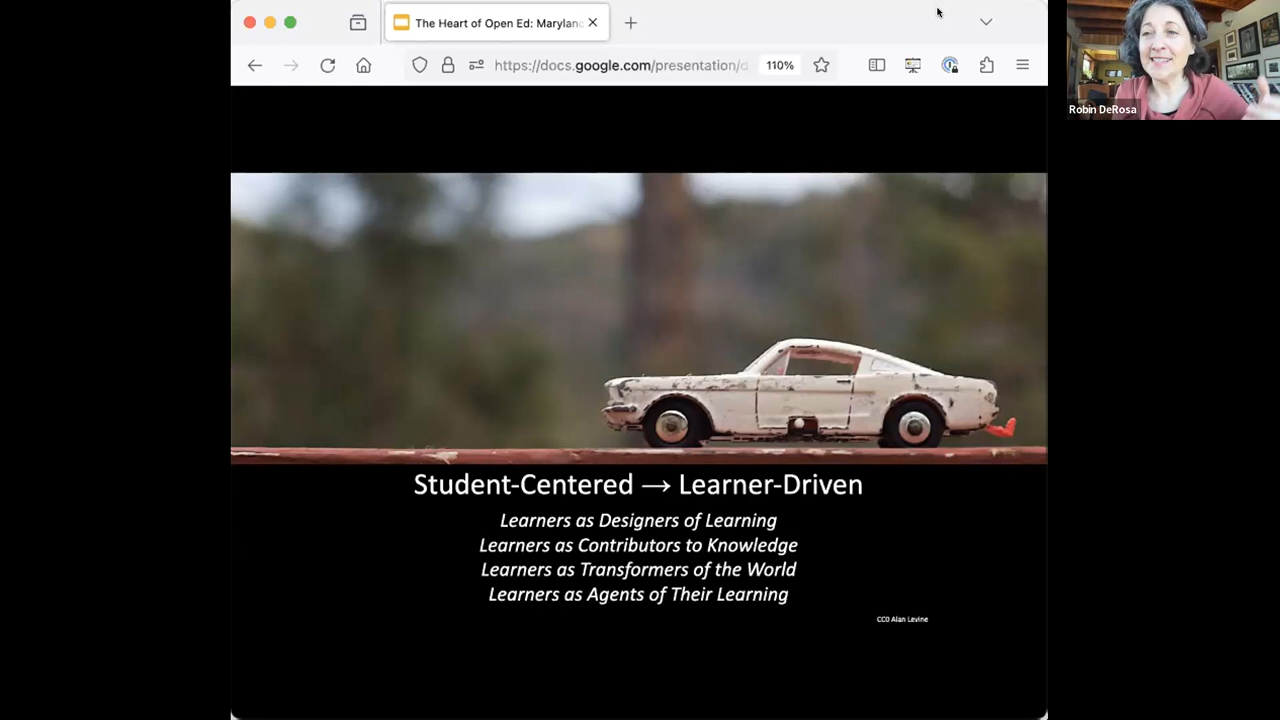 The Heart of Open Ed: Marylan
https://docs.google.com/presentation/d
110%
Robin DeRosa
Student-Centered → Learner-Driven
Learners as Designers of Learning
Learners as Contributors to Knowledge
Learners as Transformers of the World
Learners as Agents of Their Learning
CC0 Alan Levine